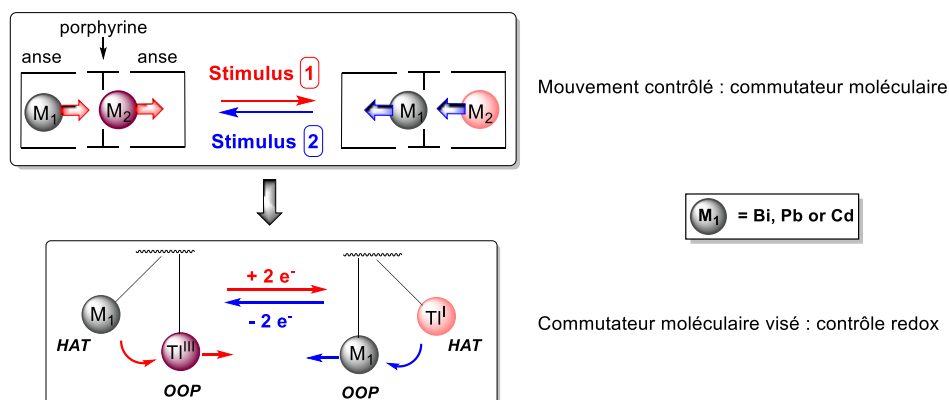 porphyrine
anse
anse
Stimulus 1
M1
M2
M1
M2
Stimulus 2
Mouvement contrôlé : commutateur moléculaire
M1 = Bi, Pb or Cd
+ 2 e-
- 2 e-
M1
HAT
TlIII
OOP
TlI
HAT
M1
OOP
Commutateur moléculaire visé : contrôle redox